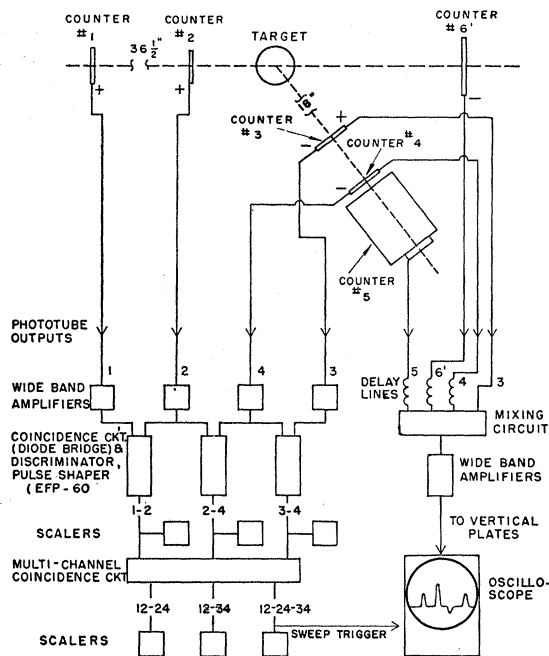 COUNTER
#1
36 1/2"
COUNTER
#2
TARGET
COUNTER
#6'
+
+
18"
+
-
COUNTER
#3
-
COUNTER
#4
-
COUNTER
#5
PHOTOTUBE
OUTPUTS
1
2
4
3
5
6'
4
3
WIDE BAND
AMPLIFIERS
DELAY
LINES
MIXING
CIRCUIT
COINCIDENCE CKT.
(DIODE BRIDGE) &
DISCRIMINATOR,
PULSE SHAPER
(EFP-60
WIDE BAND
AMPLIFIERS
1-2
2-4
3-4
SCALERS
TO VERTICAL
PLATES
MULTI-CHANNEL
COINCIDENCE CKT
OSCILLO-
SCOPE
12-24
12-34
12-24-34
SWEEP TRIGGER
SCALERS